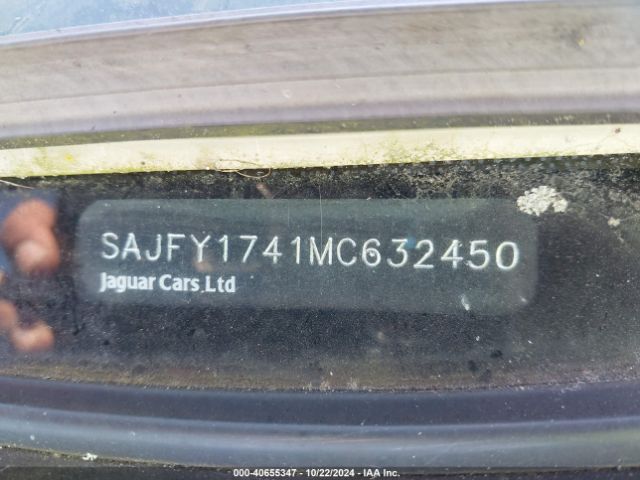 SAJFY1741MC632450
Jaguar Cars Ltd
000-40655347 - 10/22/2024 - IAA Inc.